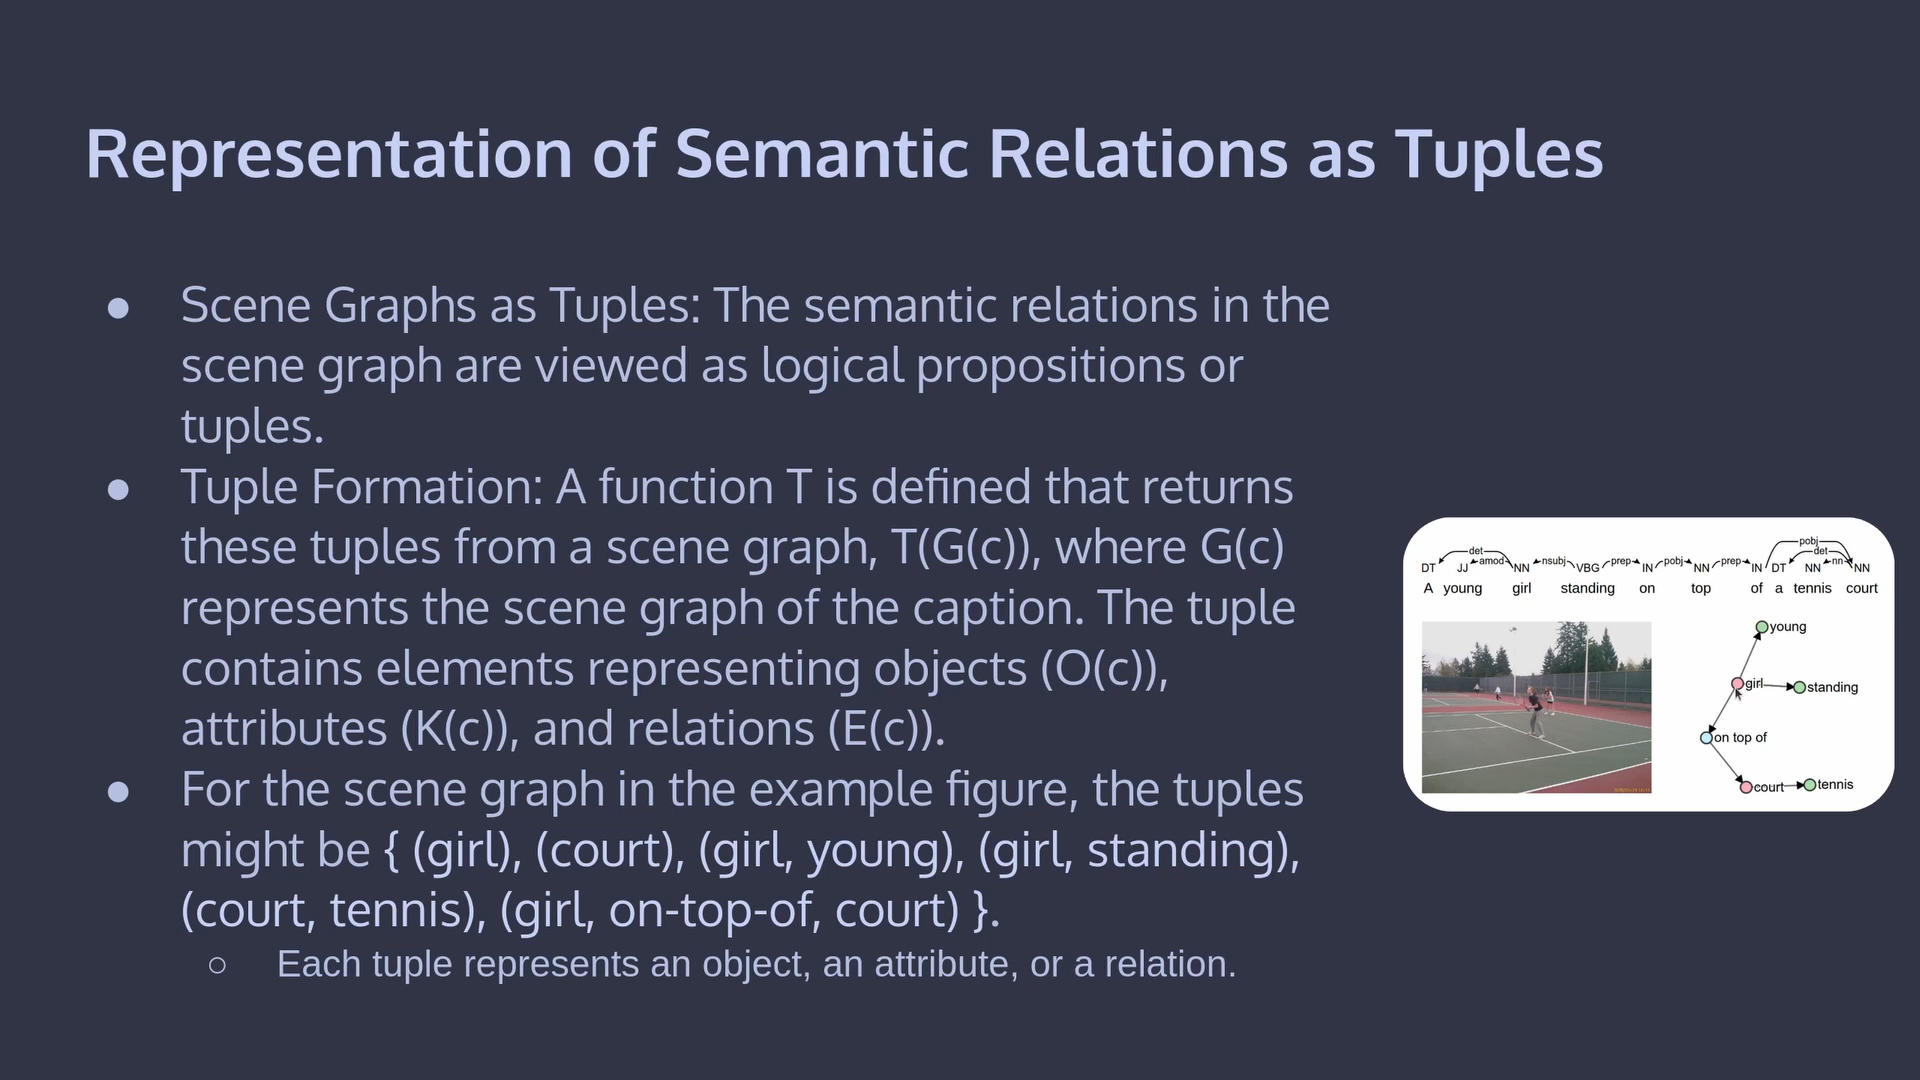 Representation of Semantic Relations as Tuples
● Scene Graphs as Tuples: The semantic relations in the
scene graph are viewed as logical propositions or
tuples.
● Tuple Formation: A function T is defined that returns
these tuples from a scene graph, T(G(c)), where G(c)
represents the scene graph of the caption. The tuple
contains elements representing objects (O(c)),
attributes (K(c)), and relations (E(c)).
● For the scene graph in the example figure, the tuples
might be { (girl), (court), (girl, young), (girl, standing),
(court, tennis), (girl, on-top-of, court) }.
○ Each tuple represents an object, an attribute, or a relation.
pobj
det det
amod nsubj prep pobj prep nn
DT JJ NN VBG IN NN IN DT NN NN
A young girl standing on top of a tennis court
young
girl
standing
on top of
court
tennis